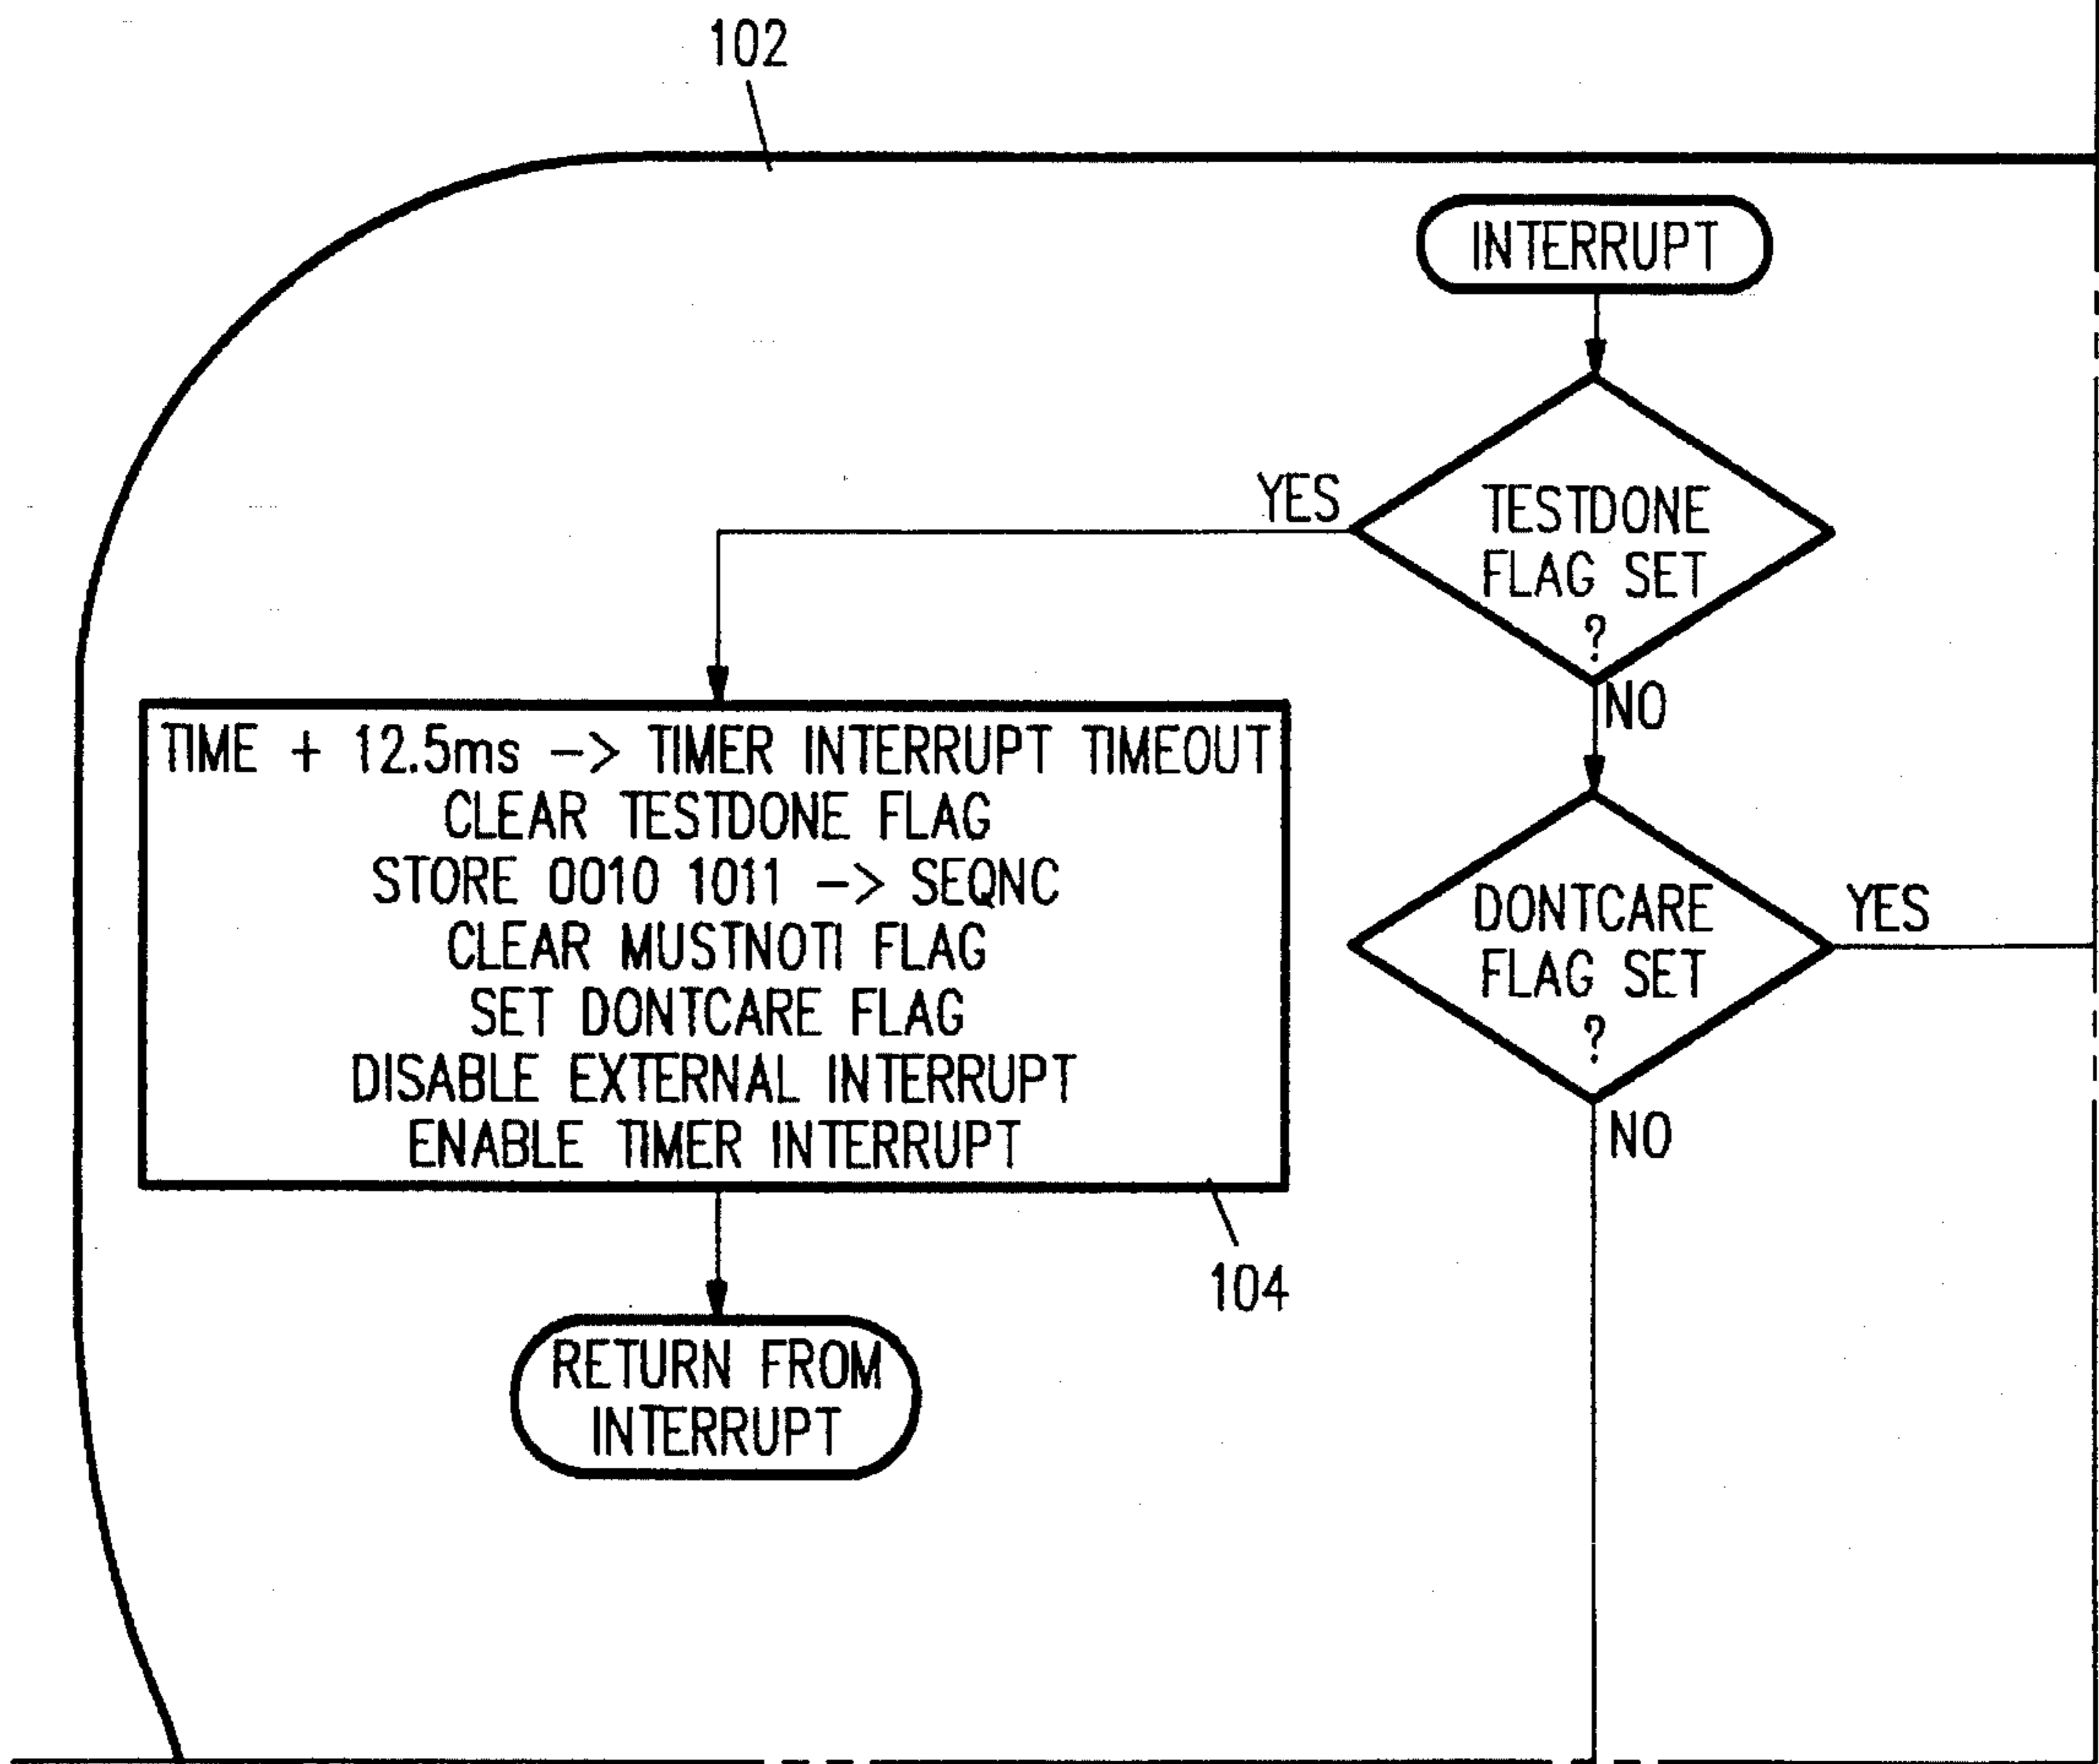 102
INTERRUPT
YES
TESTDONE
FLAG SET
?
NO
TIME + 12.5ms -> TIMER INTERRUPT TIMEOUT
CLEAR TESTDONE FLAG
STORE 0010 1011 -> SEQNC
CLEAR MUSTNOTI FLAG
SET DONTCARE FLAG
DISABLE EXTERNAL INTERRUPT
ENABLE TIMER INTERRUPT
104
DONTCARE
FLAG SET
?
YES
NO
RETURN FROM
INTERRUPT